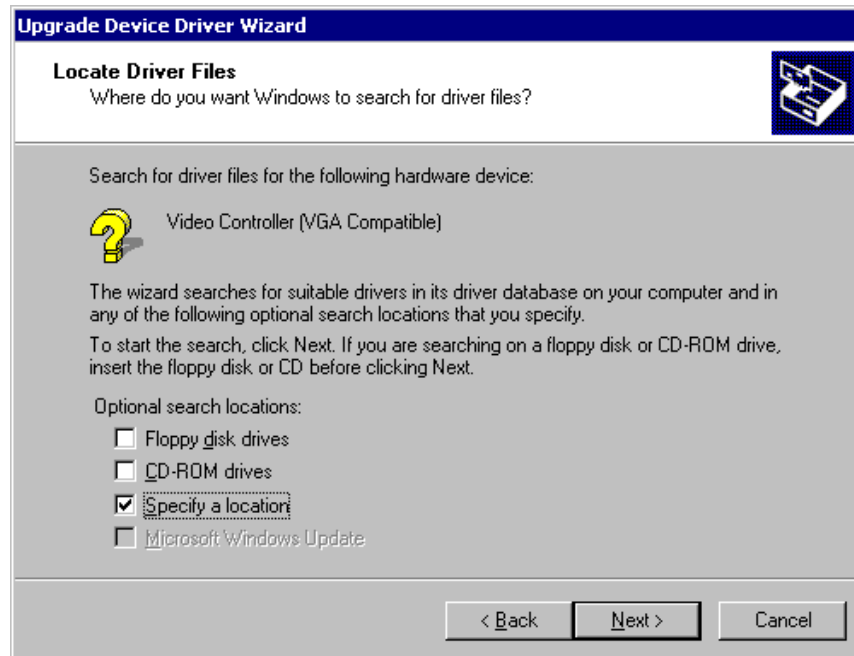 Upgrade Device Driver Wizard
Locate Driver Files
Where do you want Windows to search for driver files?
Search for driver files for the following hardware device:
Video Controller (VGA Compatible)
The wizard searches for suitable drivers in its driver database on your computer and in
any of the following optional search locations that you specify.
To start the search, click Next. If you are searching on a floppy disk or CD-ROM drive,
insert the floppy disk or CD before clicking Next.
Optional search locations:
Floppy disk drives
CD-ROM drives
Specify a location
Microsoft Windows Update
< Back Next > Cancel